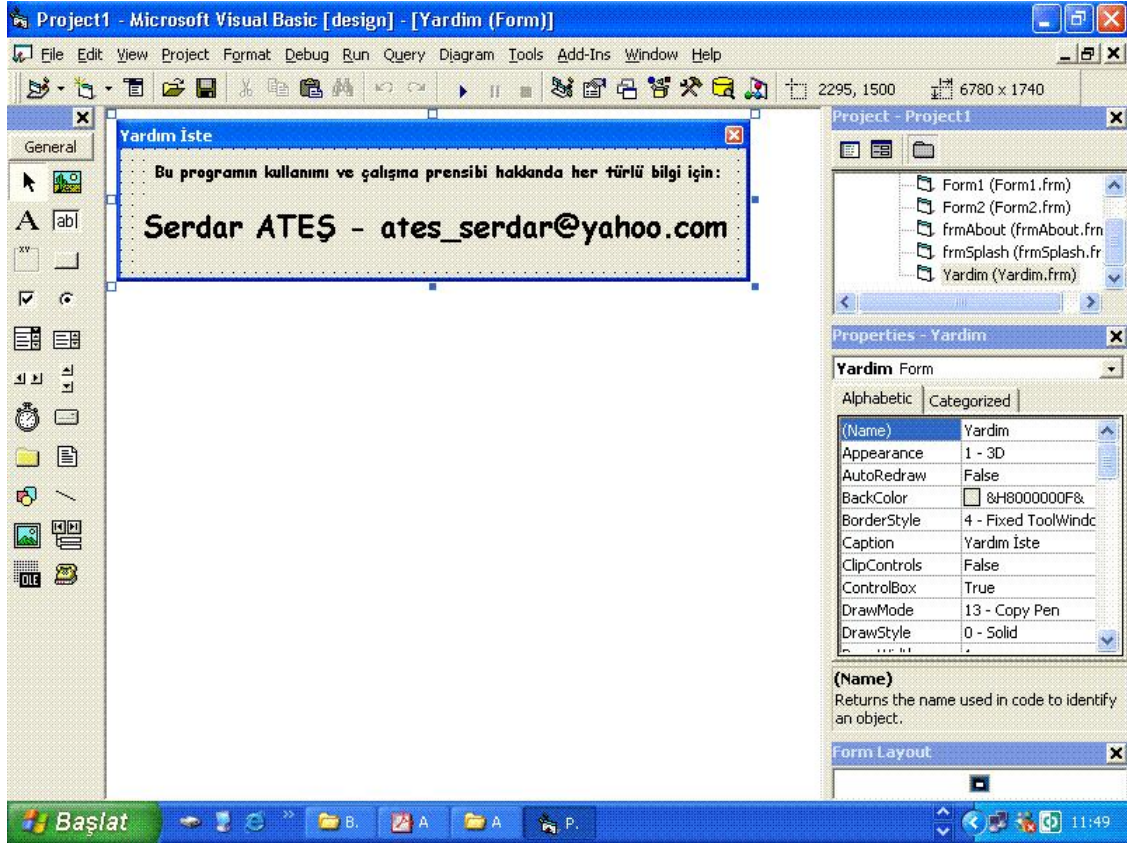 Project1 - Microsoft Visual Basic [design] - [Yardim (Form)]
File Edit View Project Format Debug Run Query Diagram Tools Add-Ins Window Help
2295, 1500 6780 x 1740
General
A ab|
XY
OLE
Yardım İste
Bu programın kullanımı ve çalışma prensibi hakkında her türlü bilgi için:
Serdar ATEŞ - ates_serdar@yahoo.com
Project - Project1
Form1 (Form1.frm)
Form2 (Form2.frm)
frmAbout (frmAbout.frn
frmSplash (frmSplash.fr
Yardim (Yardim.frm)
Properties - Yardim
Yardim Form
Alphabetic Categorized
(Name) Yardim
Appearance 1 - 3D
AutoRedraw False
BackColor &H8000000F&
BorderStyle 4 - Fixed ToolWindo
Caption Yardım İste
ClipControls False
ControlBox True
DrawMode 13 - Copy Pen
DrawStyle 0 - Solid
(Name)
Returns the name used in code to identify
an object.
Form Layout
Başlat » B. A A P. 11:49